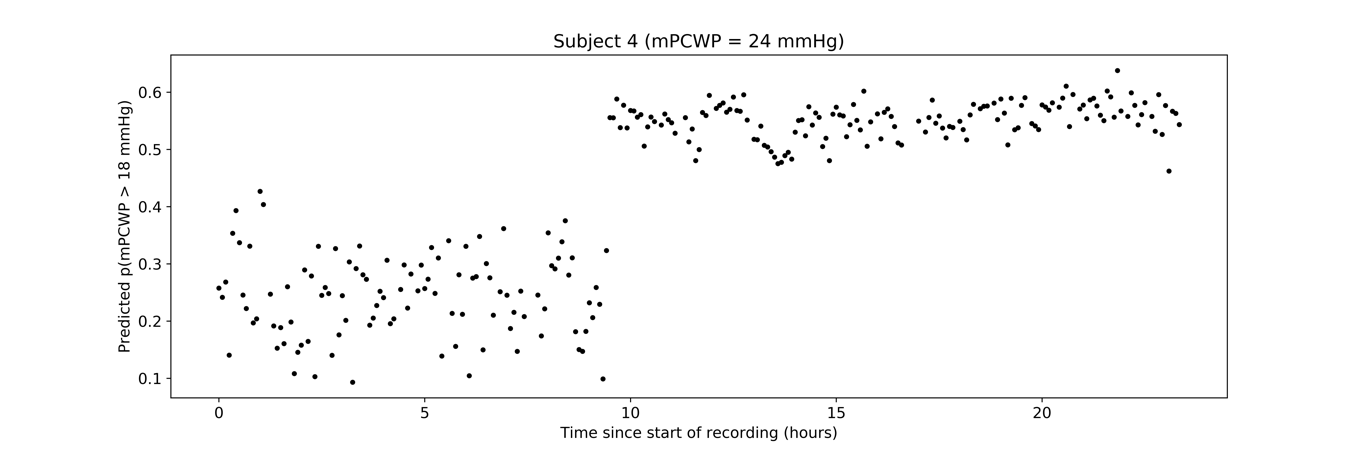 Subject 4 (mPCWP = 24 mmHg)
Predicted p(mPCWP > 18 mmHg)
0.6
0.5
0.4
0.3
0.2
0.1
0 5 10 15 20
Time since start of recording (hours)